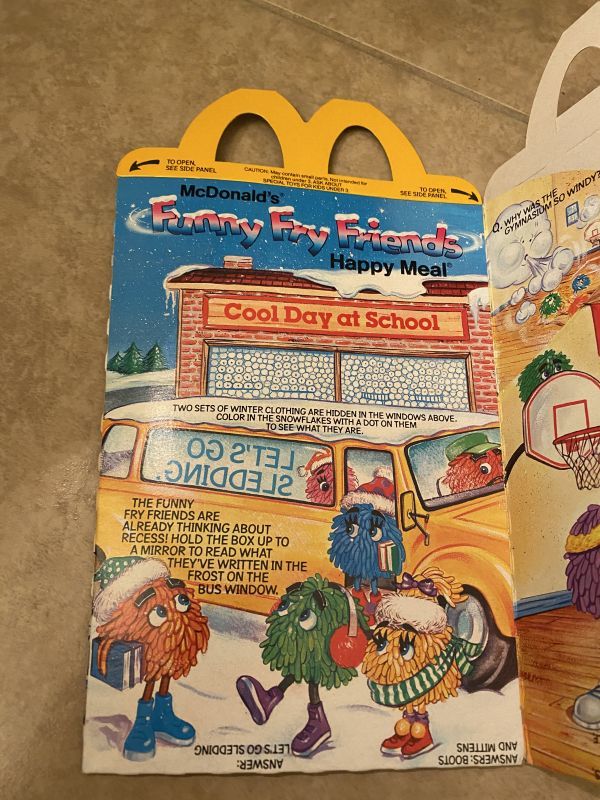 TO OPEN,
SEE SIDE PANEL
CAUTION: May contain small parts. Not intended for
children under 3. ASK ABOUT
SPECIAL TOYS FOR KIDS UNDER 3
TO OPEN,
SEE SIDE PANEL
McDonald's®
Funny Fry Friends
Happy Meal®
Cool Day at School
TWO SETS OF WINTER CLOTHING ARE HIDDEN IN THE WINDOWS ABOVE.
COLOR IN THE SNOWFLAKES WITH A DOT ON THEM
TO SEE WHAT THEY ARE.
LET'S GO
SLEDDING.
THE FUNNY
FRY FRIENDS ARE
ALREADY THINKING ABOUT
RECESS! HOLD THE BOX UP TO
A MIRROR TO READ WHAT
THEY'VE WRITTEN IN THE
FROST ON THE
BUS WINDOW.
ANSWER:
LET'S GO SLEDDING
ANSWERS: BOOTS
AND MITTENS
Q. WHY WAS THE
GYMNASIUM SO WINDY?